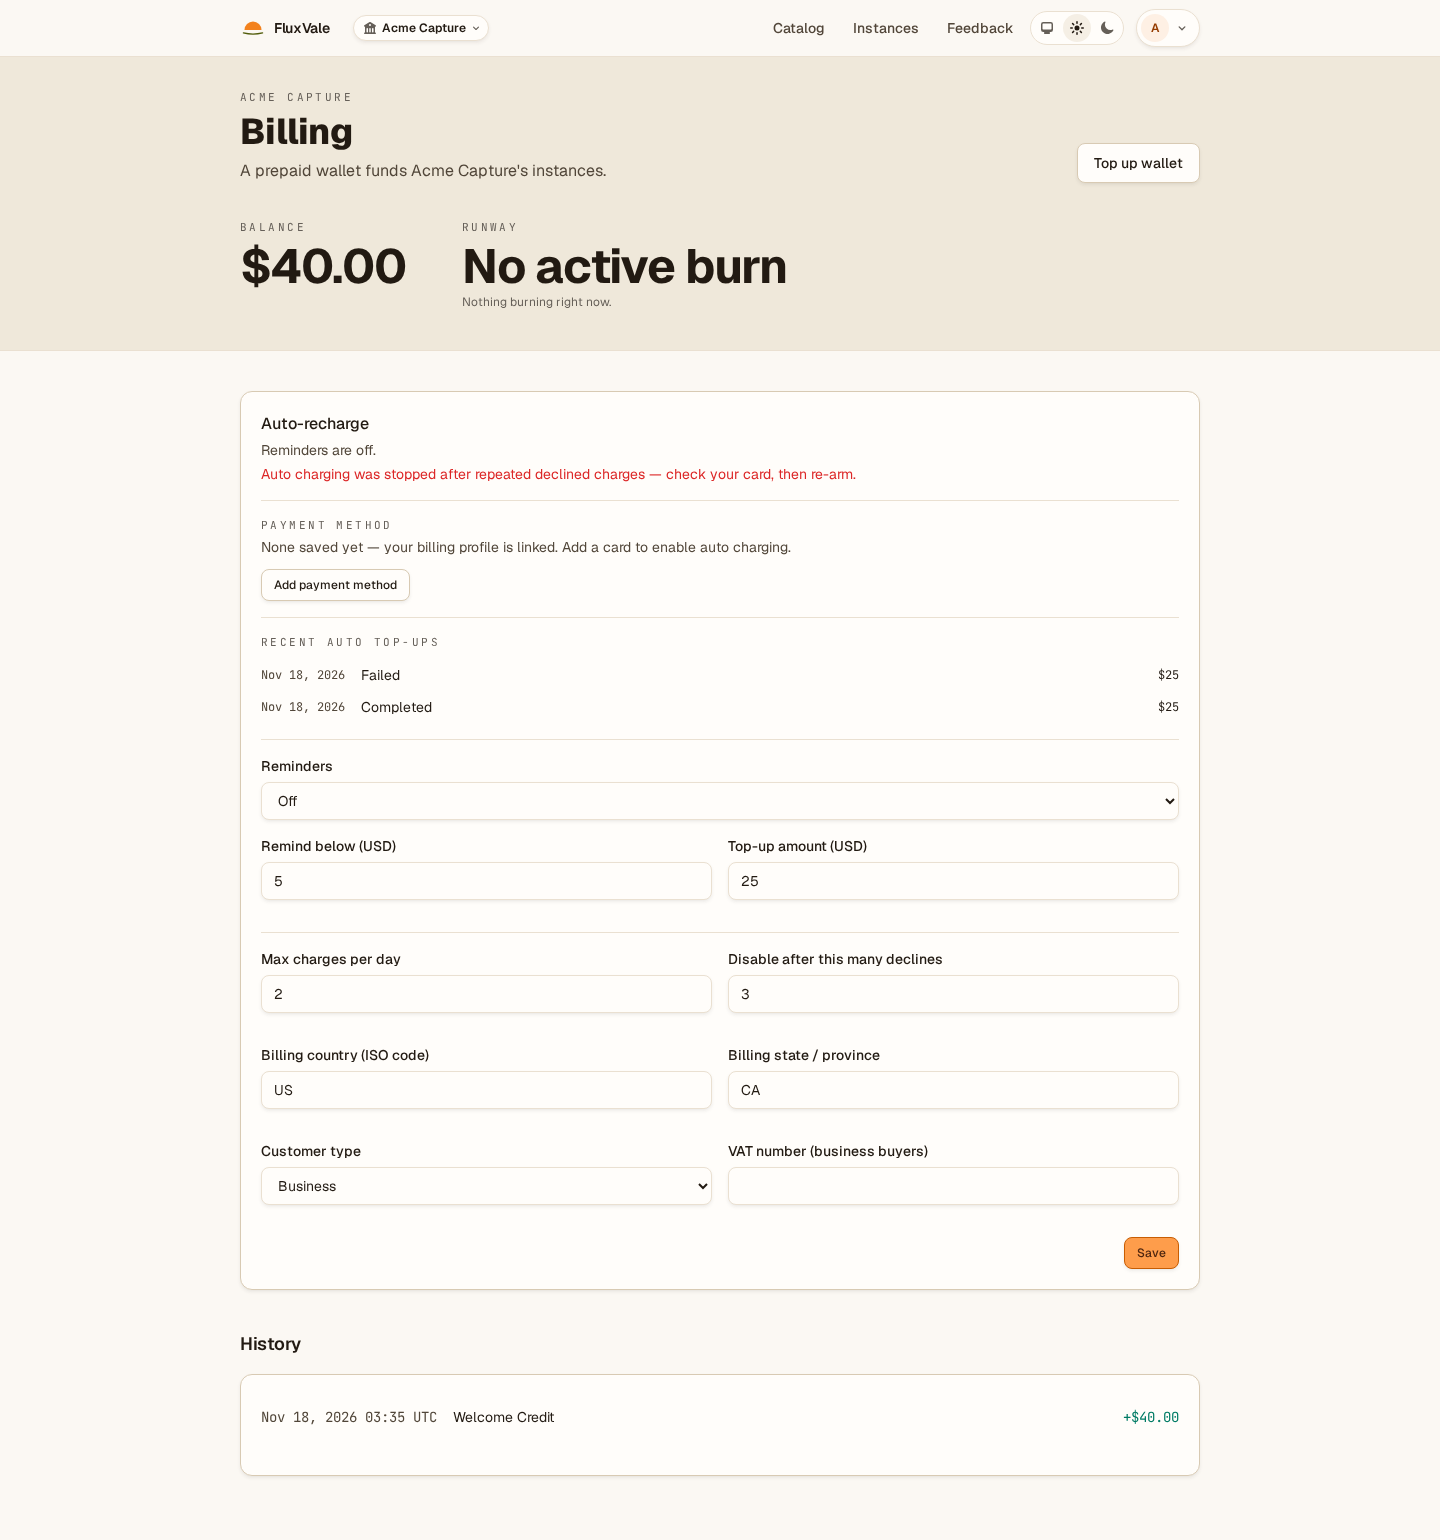 FluxVale
Acme Capture
Catalog
Instances
Feedback
A
ACME CAPTURE
Billing
A prepaid wallet funds Acme Capture's instances.
Top up wallet
BALANCE
$40.00
RUNWAY
No active burn
Nothing burning right now.
Auto-recharge
Reminders are off.
Auto charging was stopped after repeated declined charges — check your card, then re-arm.
PAYMENT METHOD
None saved yet — your billing profile is linked. Add a card to enable auto charging.
Add payment method
RECENT AUTO TOP-UPS
Nov 18, 2026 Failed $25
Nov 18, 2026 Completed $25
Reminders
Off
Remind below (USD)
5
Top-up amount (USD)
25
Max charges per day
2
Disable after this many declines
3
Billing country (ISO code)
US
Billing state / province
CA
Customer type
Business
VAT number (business buyers)
Save
History
Nov 18, 2026 03:35 UTC Welcome Credit +$40.00